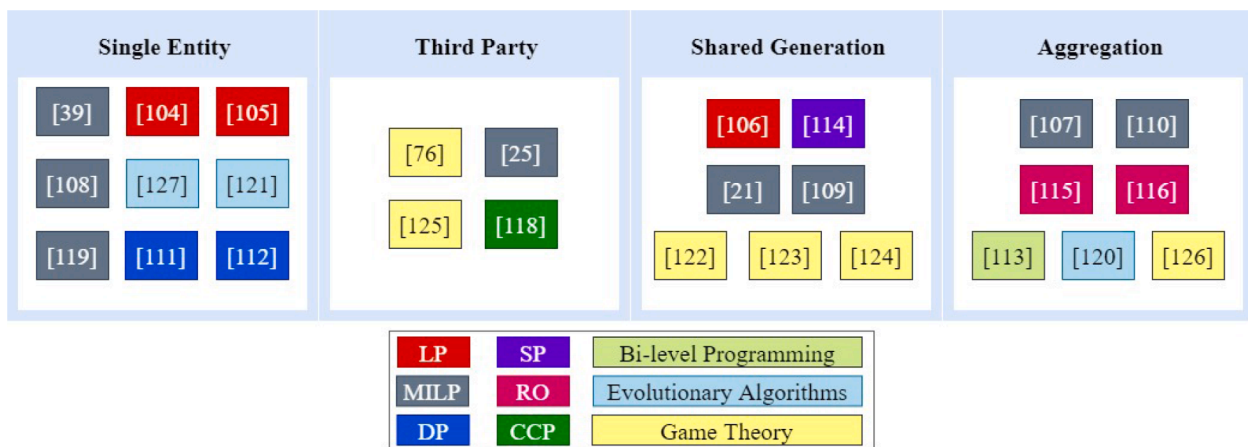 Single Entity Third Party Shared Generation Aggregation
[39] [104] [105]
[108] [127] [121]
[119] [111] [112]
[76] [25]
[125] [118]
[106] [114]
[21] [109]
[122] [123] [124]
[107] [110]
[115] [116]
[113] [120] [126]
LP SP Bi-level Programming
MILP RO Evolutionary Algorithms
DP CCP Game Theory